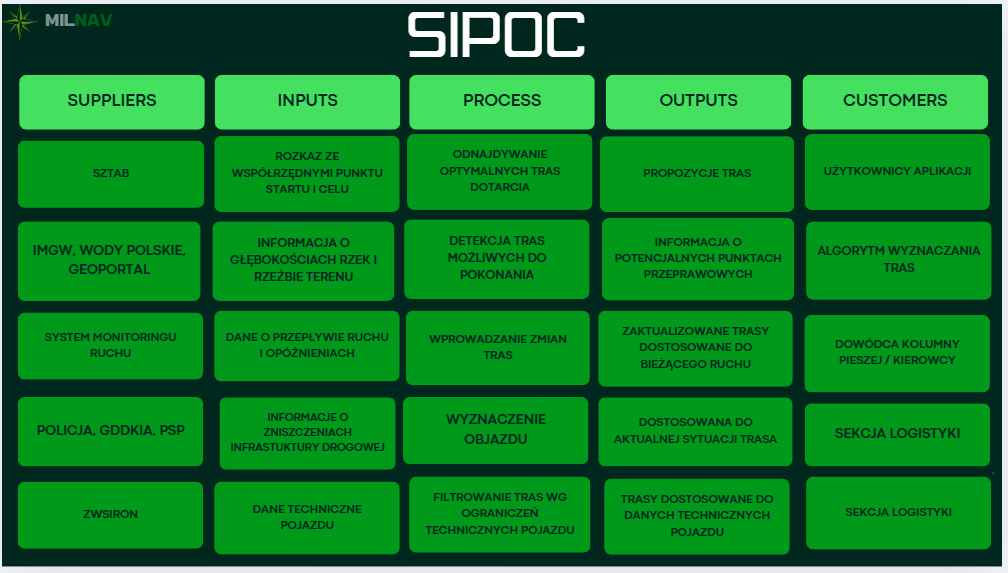 MILNAV
SIPOC
SUPPLIERS
INPUTS
PROCESS
OUTPUTS
CUSTOMERS
SZTAB
ROZKAZ ZE
WSPÓŁRZĘDNYMI PUNKTU
STARTU I CELU
ODNAJDYWANIE
OPTYMALNYCH TRAS
DOTARCIA
PROPOZYCJE TRAS
UŻYTKOWNICY APLIKACJI
IMGW, WODY POLSKIE,
GEOPORTAL
INFORMACJA O
GŁĘBOKOŚCIACH RZEK I
RZEŹBIE TERENU
DETEKCJA TRAS
MOŻLIWYCH DO
POKONANIA
INFORMACJA O
POTENCJALNYCH PUNKTACH
PRZEPRAWOWYCH
ALGORYTM WYZNACZANIA
TRAS
SYSTEM MONITORINGU
RUCHU
DANE O PRZEPŁYWIE RUCHU
I OPÓŹNIENIACH
WPROWADZANIE ZMIAN
TRAS
ZAKTUALIZOWANE TRASY
DOSTOSOWANE DO
BIEŻĄCEGO RUCHU
DOWÓDCA KOLUMNY
PIESZEJ / KIEROWCY
POLICJA, GDDKIA, PSP
INFORMACJE O
ZNISZCZENIACH
INFRASTUKTURY DROGOWEJ
WYZNACZENIE
OBJAZDU
DOSTOSOWANA DO
AKTUALNEJ SYTUACJI TRASA
SEKCJA LOGISTYKI
ZWSIRON
DANE TECHNICZNE
POJAZDU
FILTROWANIE TRAS WG
OGRANICZEŃ
TECHNICZNYCH POJAZDU
TRASY DOSTOSOWANE DO
DANYCH TECHNICZNYCH
POJAZDU
SEKCJA LOGISTYKI